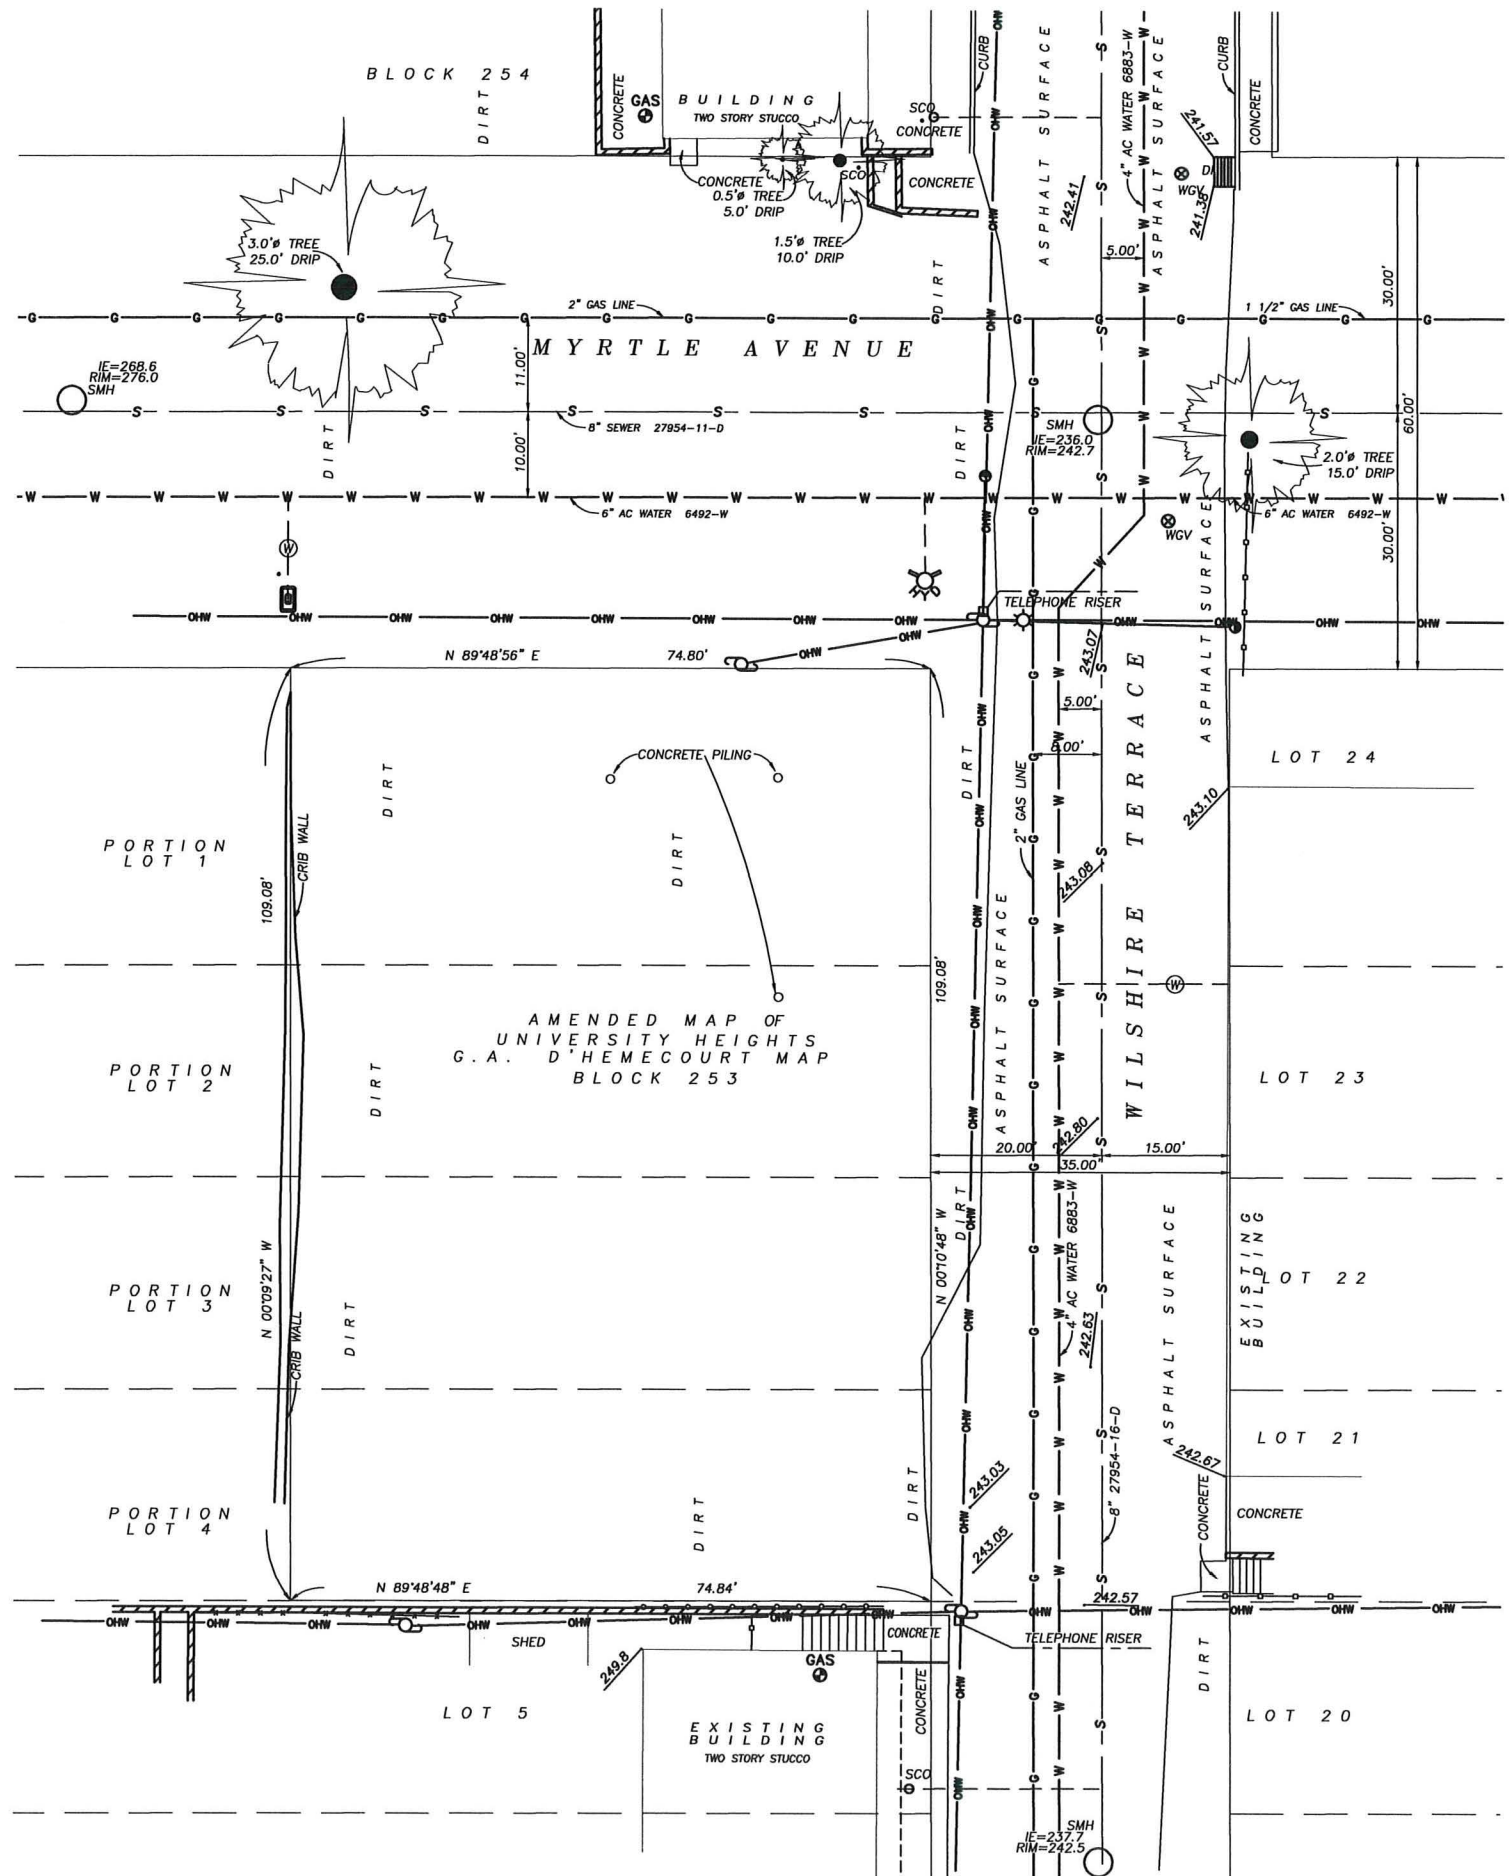 BLOCK 254
DIRT
CONCRETE
GAS
BUILDING
TWO STORY STUCCO
SCO
CONCRETE
CURB
OHW
ASPHALT SURFACE
S
4" AC WATER 6883-W
W
ASPHALT SURFACE
CURB
CONCRETE
241.57
DI
WGV
241.38
242.41
5.00'
CONCRETE
0.5'ø TREE
5.0' DRIP
SCO
CONCRETE
1.5'ø TREE
10.0' DRIP
3.0'ø TREE
25.0' DRIP
DIRT
30.00'
60.00'
G
2" GAS LINE
1 1/2" GAS LINE
MYRTLE AVENUE
11.00'
IE=268.6
RIM=276.0
SMH
S
8" SEWER 27954-11-D
DIRT
10.00'
DIRT
SMH
IE=236.0
RIM=242.7
2.0'ø TREE
15.0' DRIP
W
6" AC WATER 6492-W
6" AC WATER 6492-W
WGV
ASPHALT SURFACE
30.00'
W
TELEPHONE RISER
OHW
OHW
243.07
N 89°48'56" E
74.80'
5.00'
8.00'
DIRT
2" GAS LINE
WILSHIRE TERRACE
LOT 24
243.10
CONCRETE PILING
DIRT
DIRT
PORTION
LOT 1
109.08'
CRIB WALL
243.08
ASPHALT SURFACE
109.08'
W
AMENDED MAP OF
UNIVERSITY HEIGHTS
G.A. D'HEMECOURT MAP
BLOCK 253
PORTION
LOT 2
DIRT
LOT 23
242.80
20.00'
15.00'
35.00'
DIRT
N 00°10'48" W
4" AC WATER 6883-W
ASPHALT SURFACE
EXISTING
BUILDING
LOT 22
PORTION
LOT 3
N 00°09'27" W
CRIB WALL
DIRT
242.63
LOT 21
242.67
8" 27954-16-D
243.03
DIRT
DIRT
PORTION
LOT 4
CONCRETE
CONCRETE
243.05
N 89°48'48" E
74.84'
242.57
OHW
SHED
CONCRETE
TELEPHONE RISER
249.8
GAS
CONCRETE
DIRT
LOT 5
EXISTING
BUILDING
TWO STORY STUCCO
LOT 20
SCO
SMH
IE=237.7
RIM=242.5